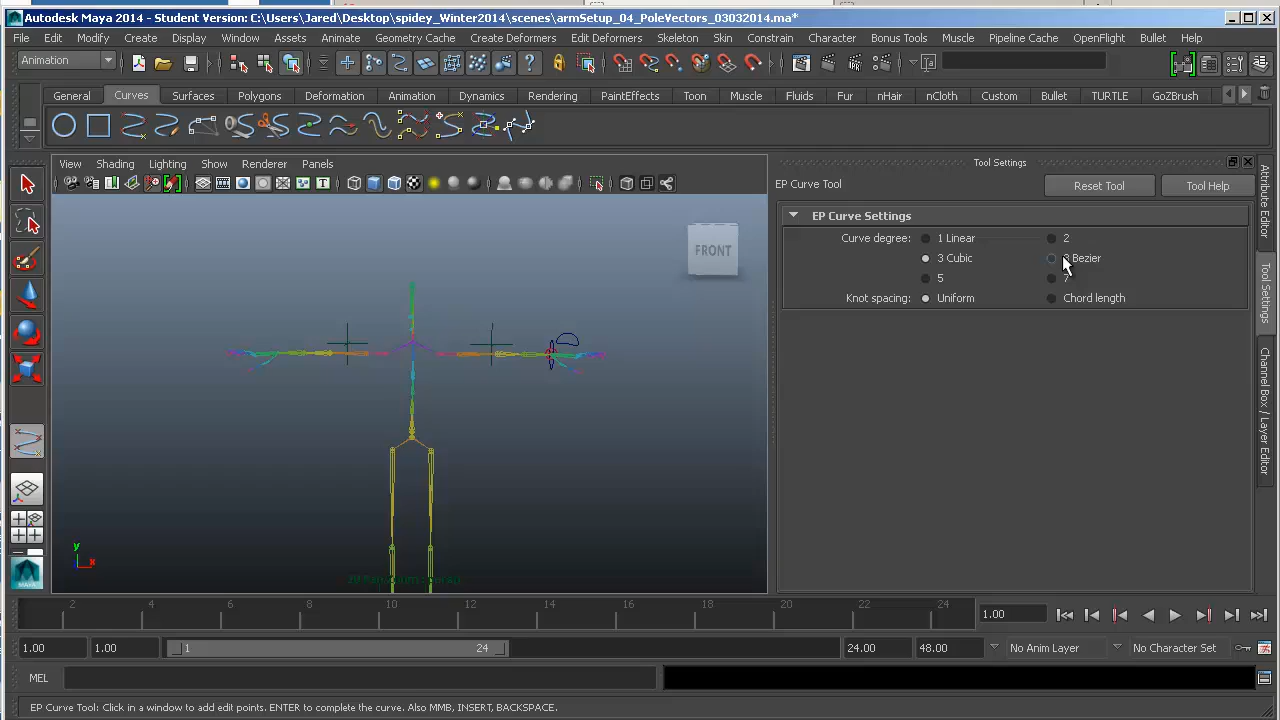 Autodesk Maya 2014 - Student Version: C:\Users\Jared\Desktop\spidey_Winter2014\scenes\armSetup_04_PoleVectors_03032014.ma*
File Edit Modify Create Display Window Assets Animate Geometry Cache Create Deformers Edit Deformers Skeleton Skin Constrain Character Bonus Tools Muscle Pipeline Cache OpenFlight Bullet Help
Animation
General Curves Surfaces Polygons Deformation Animation Dynamics Rendering PaintEffects Toon Muscle Fluids Fur nHair nCloth Custom Bullet TURTLE GoZBrush
View Shading Lighting Show Renderer Panels
Tool Settings
EP Curve Tool Reset Tool Tool Help
EP Curve Settings
Curve degree: 1 Linear 2
3 Cubic Bezier
5 7
Knot spacing: Uniform Chord length
FRONT
y
x
Attribute Editor
Tool Settings
Channel Box / Layer Editor
2 4 6 8 10 12 14 16 18 20 22 24
1.00
1.00 1.00 1 24 24.00 48.00 No Anim Layer No Character Set
MEL
EP Curve Tool: Click in a window to add edit points. ENTER to complete the curve. Also MMB, INSERT, BACKSPACE.